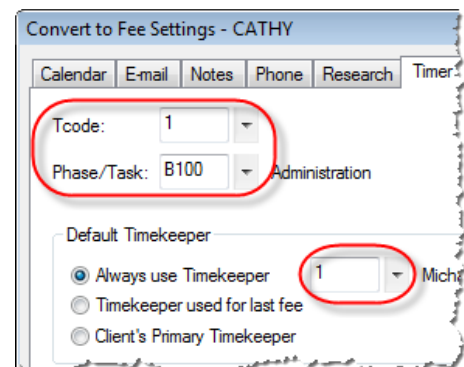 Convert to Fee Settings - CATHY
Calendar E-mail Notes Phone Research Timer
Tcode: 1
Phase/Task: B100 Administration
Default Timekeeper
Always use Timekeeper 1
Timekeeper used for last fee
Client's Primary Timekeeper